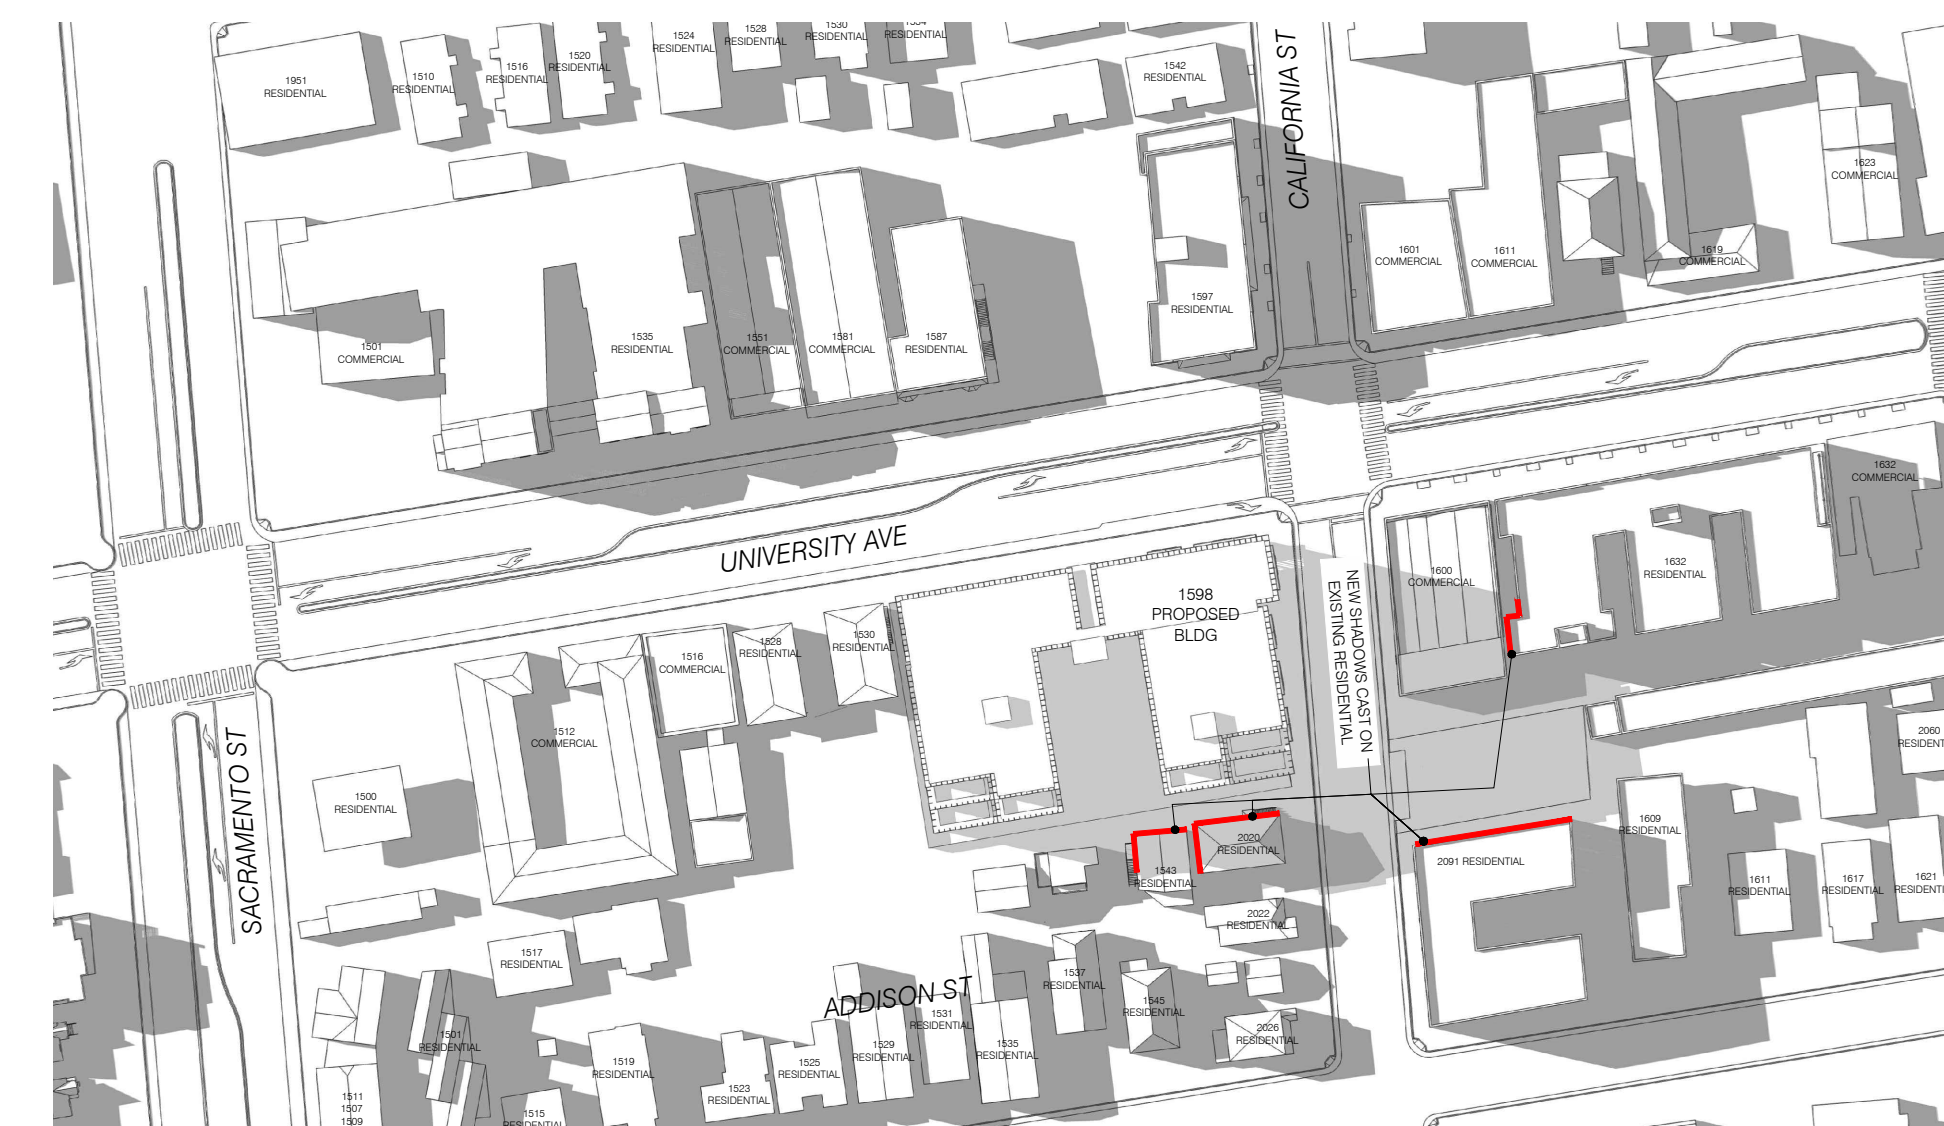 1524
RESIDENTIAL
1528
RESIDENTIAL
1530
RESIDENTIAL
1534
RESIDENTIAL
1951
RESIDENTIAL
1510
RESIDENTIAL
1516
RESIDENTIAL
1520
RESIDENTIAL
1542
RESIDENTIAL
CALIFORNIA ST
1623
COMMERCIAL
1601
COMMERCIAL
1611
COMMERCIAL
1619
COMMERCIAL
1597
RESIDENTIAL
1501
COMMERCIAL
1535
RESIDENTIAL
1551
COMMERCIAL
1581
COMMERCIAL
1587
RESIDENTIAL
1632
COMMERCIAL
UNIVERSITY AVE
1598
PROPOSED
BLDG
NEW SHADOWS CAST ON
EXISTING RESIDENTIAL
1600
COMMERCIAL
1632
RESIDENTIAL
1516
COMMERCIAL
1528
RESIDENTIAL
1530
RESIDENTIAL
1512
COMMERCIAL
SACRAMENTO ST
1500
RESIDENTIAL
2060
RESIDENT
1609
RESIDENTIAL
2020
RESIDENTIAL
1543
RESIDENTIAL
2091 RESIDENTIAL
1611
RESIDENTIAL
1617
RESIDENTIAL
1621
RESIDENTI
2022
RESIDENTIAL
1517
RESIDENTIAL
ADDISON ST
1537
RESIDENTIAL
1545
RESIDENTIAL
2026
RESIDENTIAL
1501
RESIDENTIAL
1519
RESIDENTIAL
1523
RESIDENTIAL
1525
RESIDENTIAL
1529
RESIDENTIAL
1531
RESIDENTIAL
1535
RESIDENTIAL
1511
1507
1509
1515
RESIDENTIAL